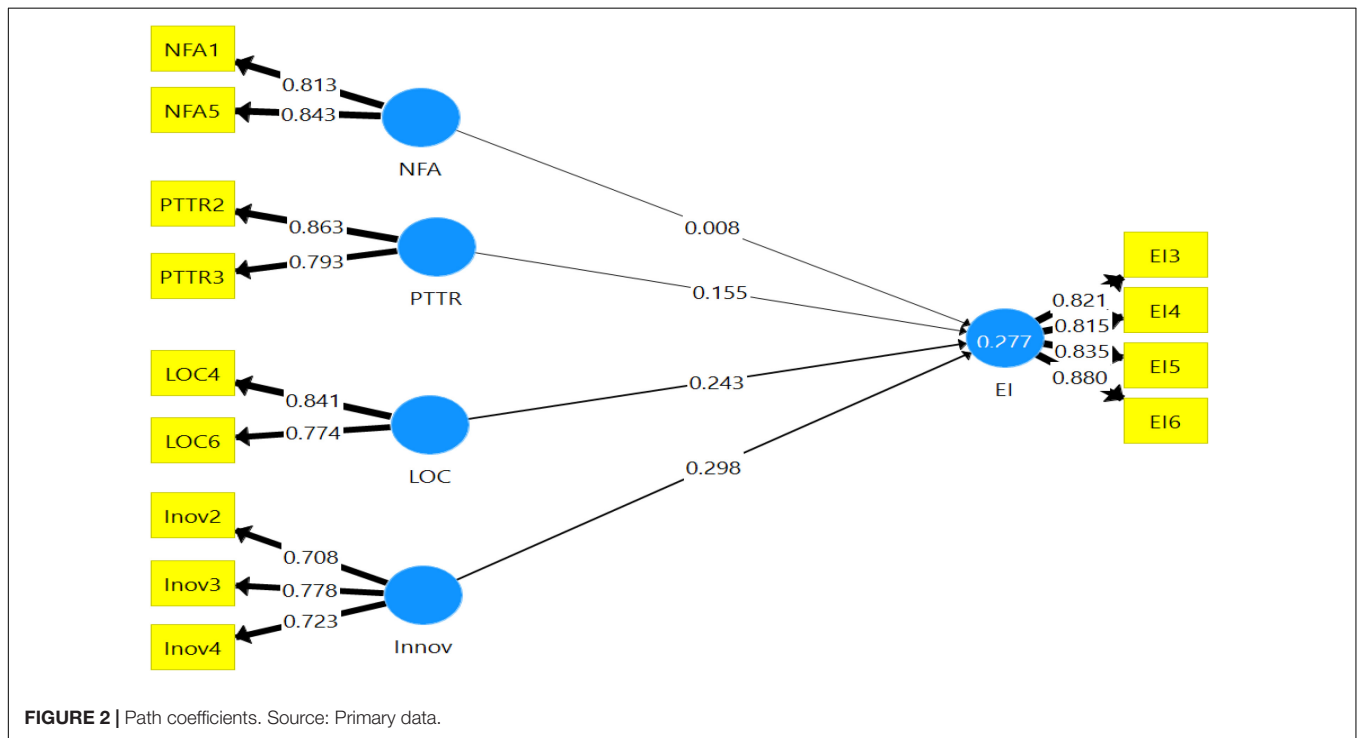 NFA1
0.813
NFA5
0.843
NFA
0.008
PTTR2
0.863
PTTR3
0.793
PTTR
0.155
LOC4
0.841
LOC6
0.774
LOC
0.243
Inov2
0.708
Inov3
0.778
Inov4
0.723
Innov
0.298
0.277
EI
EI3
0.821
EI4
0.815
EI5
0.835
EI6
0.880
FIGURE 2 | Path coefficients. Source: Primary data.